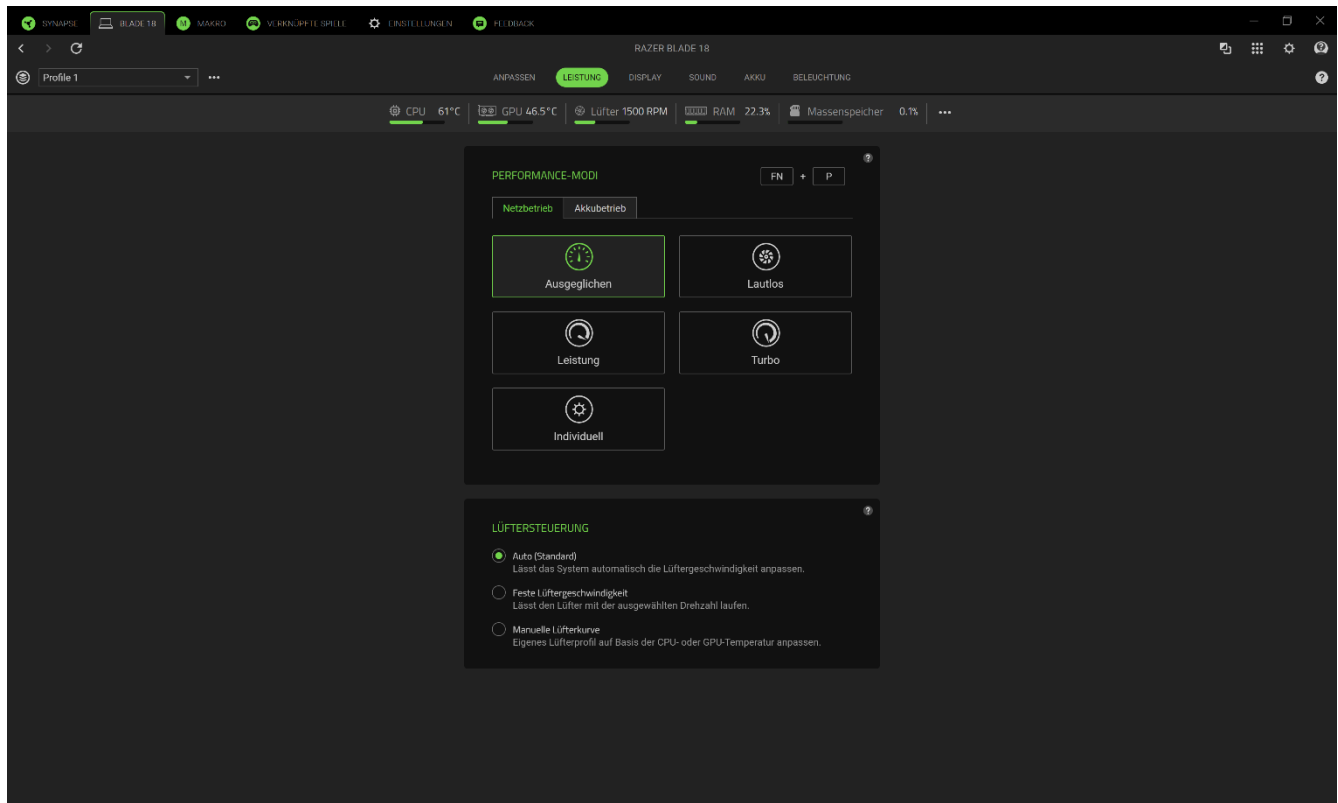 SYNAPSE BLADE 18 M MAKRO VERKNÜPFTE SPIELE EINSTELLUNGEN FEEDBACK
RAZER BLADE 18
Profile 1 ANPASSEN LEISTUNG DISPLAY SOUND AKKU BELEUCHTUNG
CPU 61°C GPU 46.5°C Lüfter 1500 RPM RAM 22.3% Massenspeicher 0.1%
PERFORMANCE-MODI FN + P
Netzbetrieb Akkubetrieb
Ausgeglichen Lautlos
Leistung Turbo
Individuell
LÜFTERSTEUERUNG
Auto (Standard)
Lässt das System automatisch die Lüftergeschwindigkeit anpassen.
Feste Lüftergeschwindigkeit
Lässt den Lüfter mit der ausgewählten Drehzahl laufen.
Manuelle Lüfterkurve
Eigenes Lüfterprofil auf Basis der CPU- oder GPU-Temperatur anpassen.